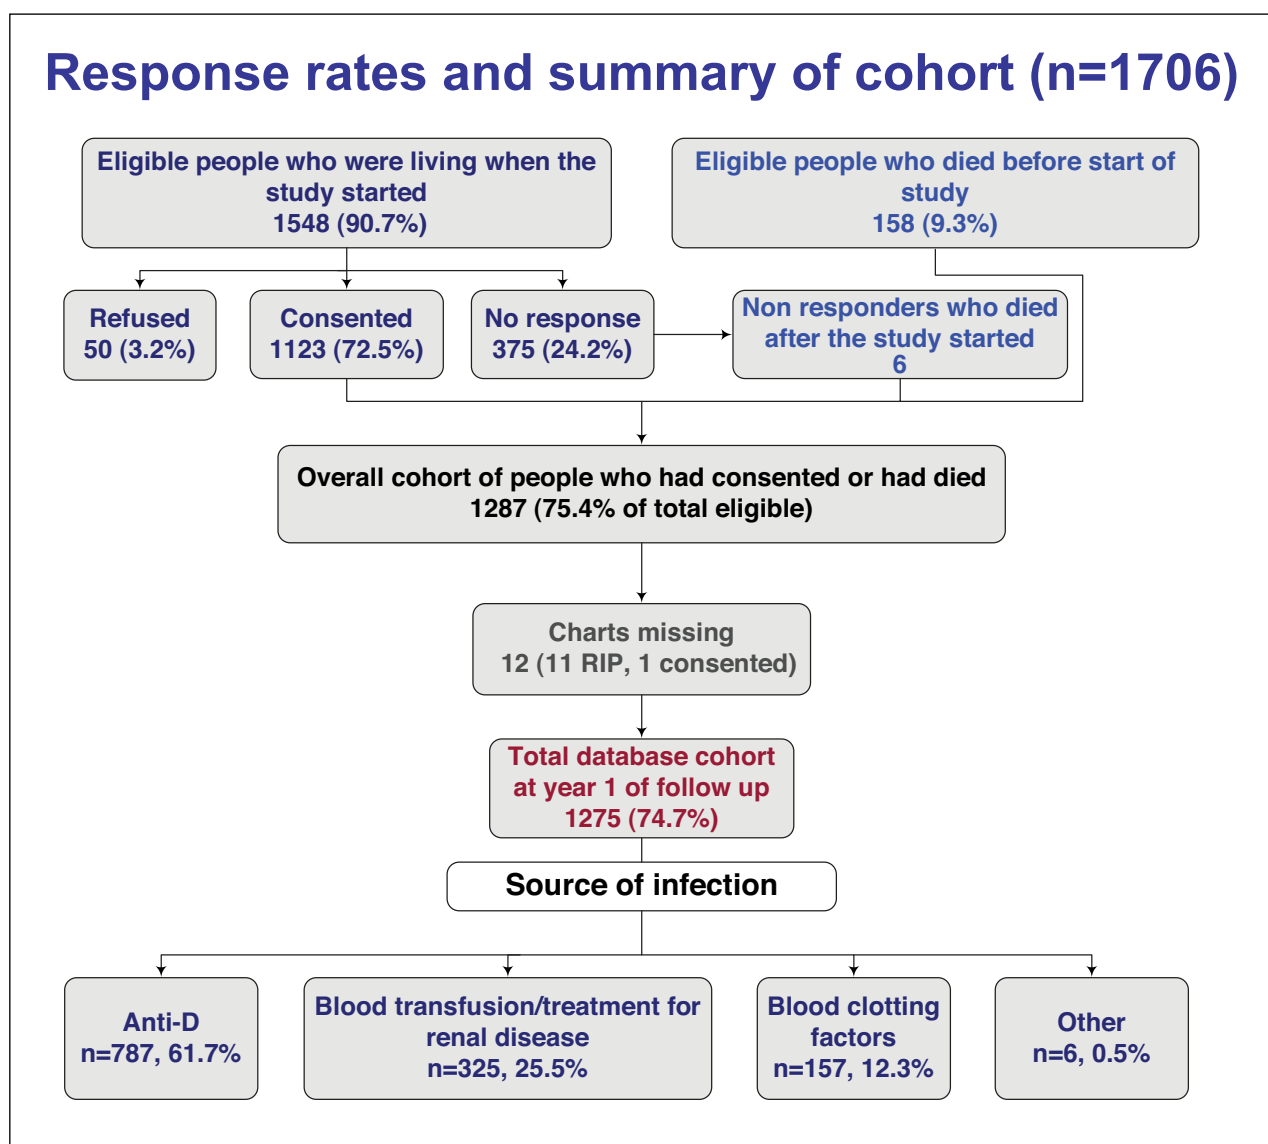 Response rates and summary of cohort (n=1706)
Eligible people who were living when the
study started
1548 (90.7%)
Eligible people who died before start of
study
158 (9.3%)
Refused
50 (3.2%)
Consented
1123 (72.5%)
No response
375 (24.2%)
Non responders who died
after the study started
6
Overall cohort of people who had consented or had died
1287 (75.4% of total eligible)
Charts missing
12 (11 RIP, 1 consented)
Total database cohort
at year 1 of follow up
1275 (74.7%)
Source of infection
Anti-D
n=787, 61.7%
Blood transfusion/treatment for
renal disease
n=325, 25.5%
Blood clotting
factors
n=157, 12.3%
Other
n=6, 0.5%